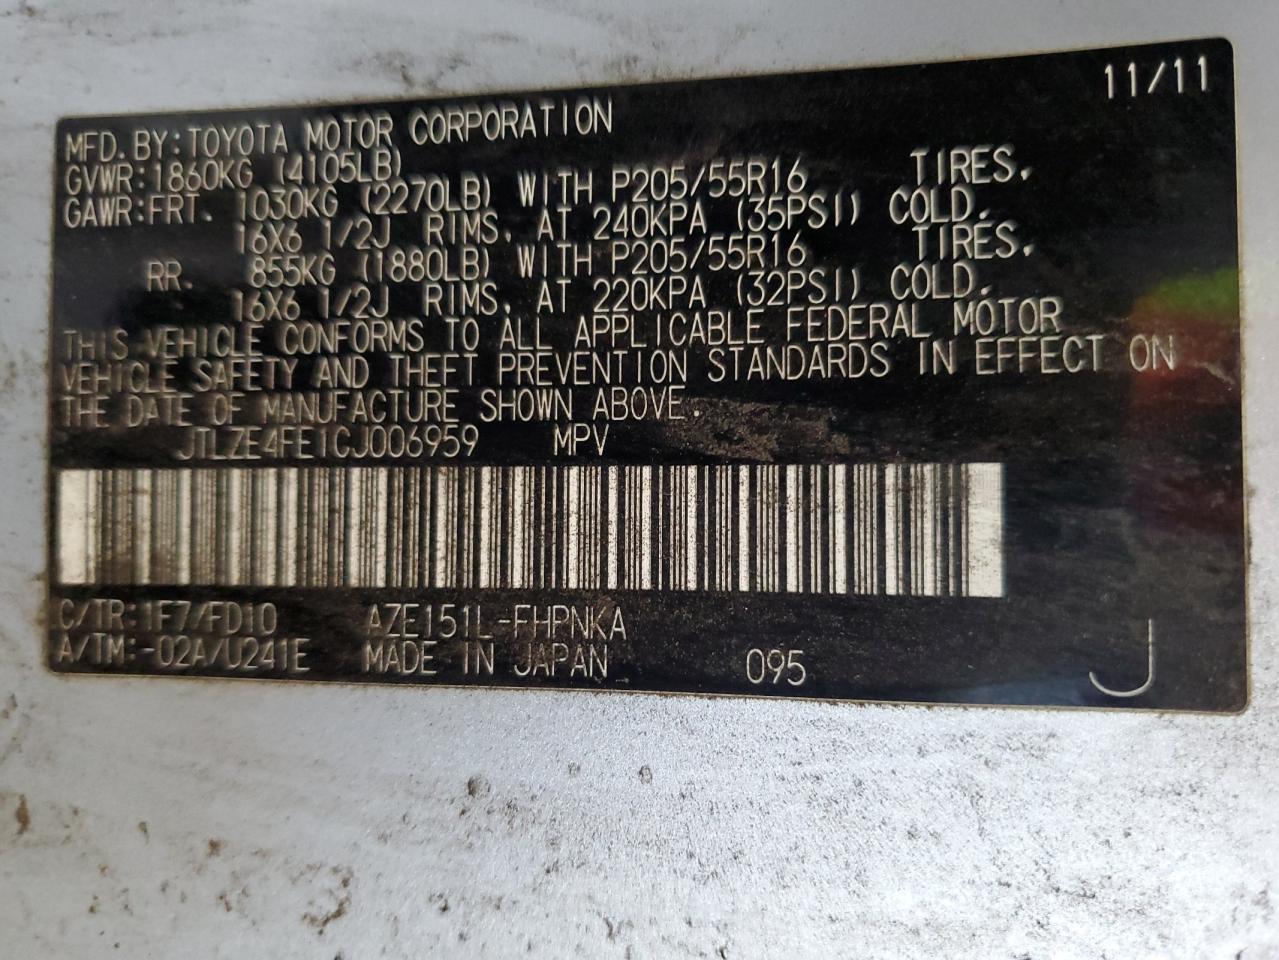 11/11
MFD. BY: TOYOTA MOTOR CORPORATION
GVWR: 1860KG (4105LB)
GAWR: FRT. 1030KG (2270LB) WITH P205/55R16 TIRES,
16X6 1/2J RIMS, AT 240KPA (35PSI) COLD.
RR. 855KG (1880LB) WITH P205/55R16 TIRES,
16X6 1/2J RIMS, AT 220KPA (32PSI) COLD.
THIS VEHICLE CONFORMS TO ALL APPLICABLE FEDERAL MOTOR
VEHICLE SAFETY AND THEFT PREVENTION STANDARDS IN EFFECT ON
THE DATE OF MANUFACTURE SHOWN ABOVE.
JTLZE4FE1CJ006959 MPV
C/TR: 1F7/FD10 AZE151L-FHPNKA
A/TM: -02A/U241E MADE IN JAPAN 095 J